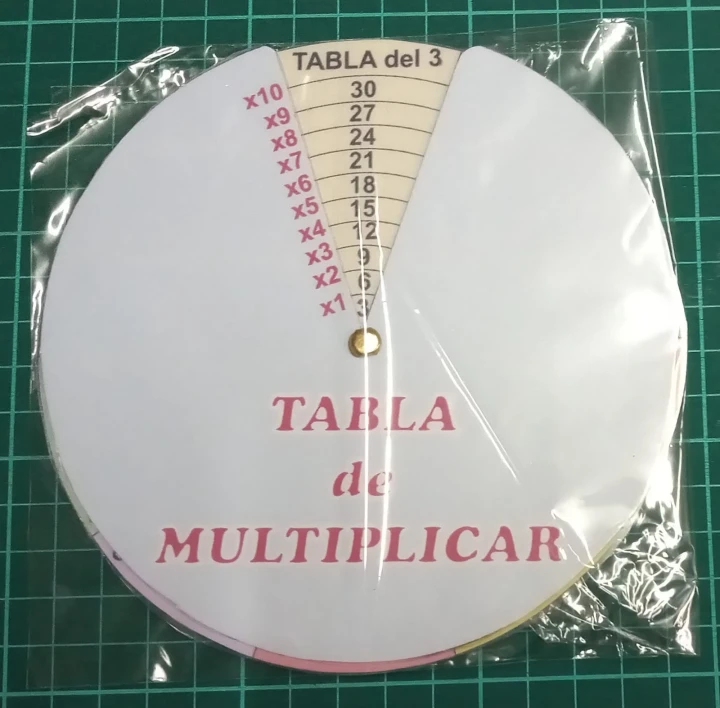 TABLA del 3
x10 30
x9 27
x8 24
x7 21
x6 18
x5 15
x4 12
x3 9
x2 6
x1 3
TABLA
de
MULTIPLICAR